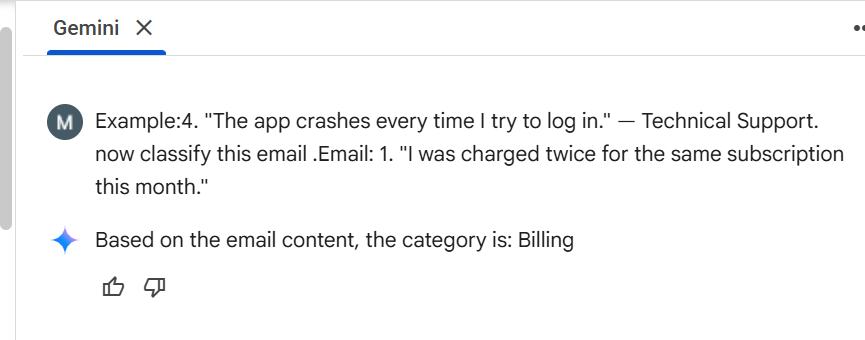 Gemini
M
Example:4. "The app crashes every time I try to log in." — Technical Support.
now classify this email .Email: 1. "I was charged twice for the same subscription
this month."
Based on the email content, the category is: Billing